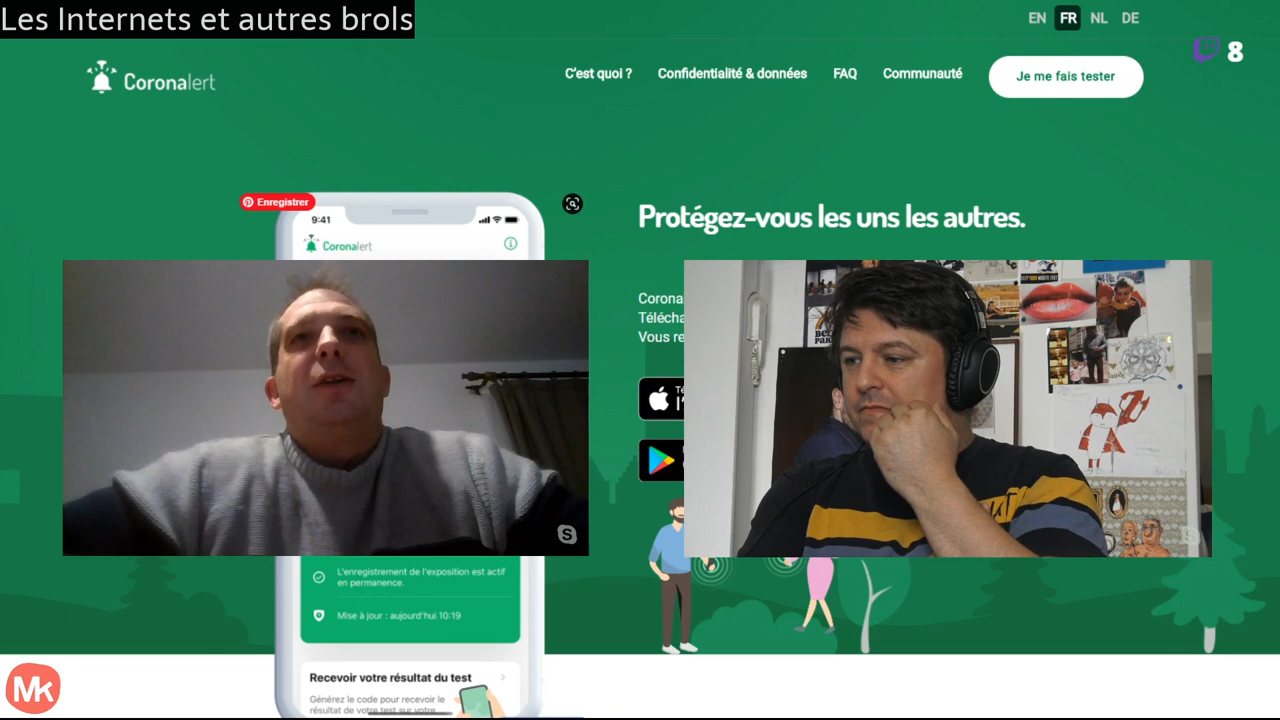 Les Internets et autres brols
EN FR NL DE
8
Coronalert
C'est quoi ?
Confidentialité & données
FAQ
Communauté
Je me fais tester
Enregistrer
9:41
Coronalert
Protégez-vous les uns les autres.
Corona
Télécha
Vous re
L'enregistrement de l'exposition est actif
en permanence.
Mise à jour : aujourd'hui 10:19
Recevoir votre résultat du test
Générez le code pour recevoir le
résultat de votre test sur votre
Mk